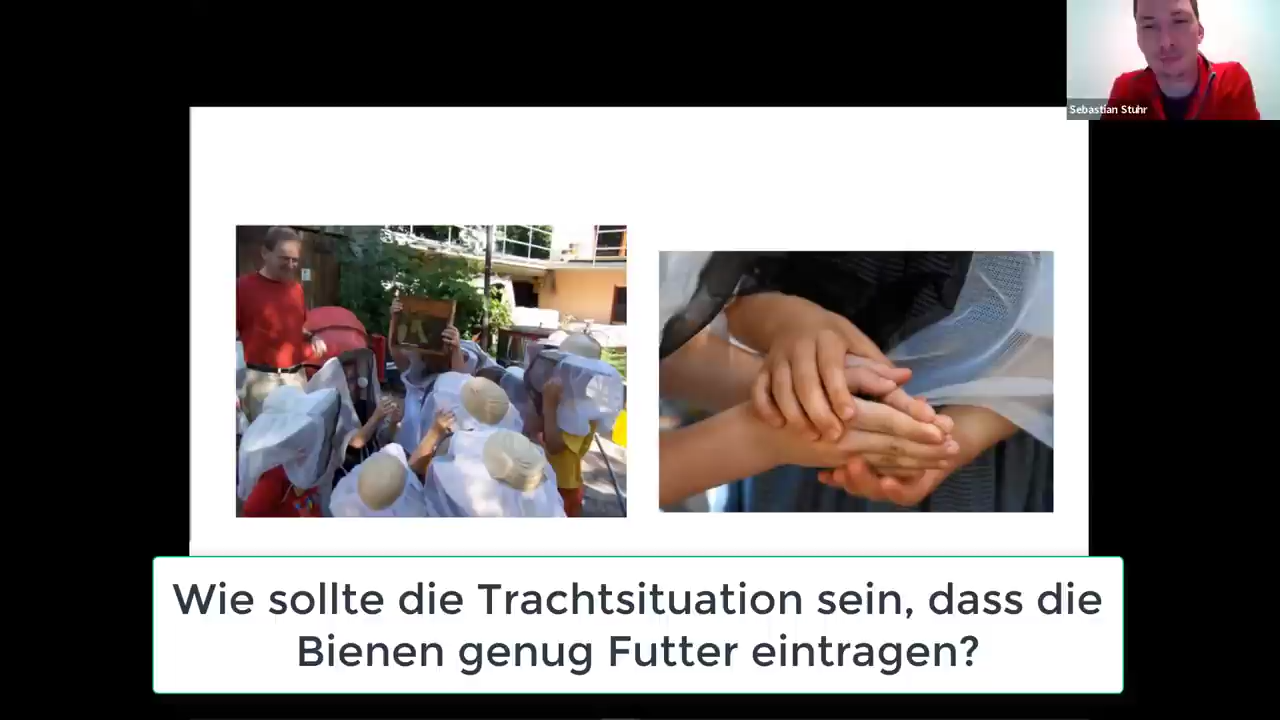 Sebastian Stuhr
Wie sollte die Trachtsituation sein, dass die
Bienen genug Futter eintragen?